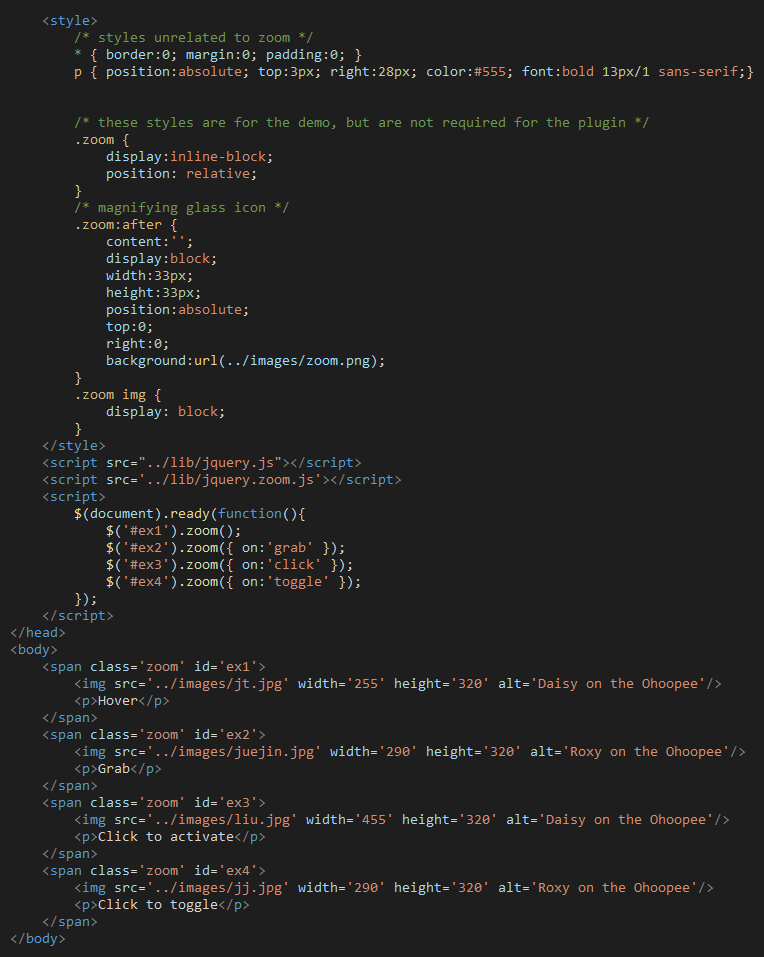 <style>
/* styles unrelated to zoom */
* { border:0; margin:0; padding:0; }
p { position:absolute; top:3px; right:28px; color:#555; font:bold 13px/1 sans-serif;}
/* these styles are for the demo, but are not required for the plugin */
.zoom {
display:inline-block;
position: relative;
}
/* magnifying glass icon */
.zoom:after {
content:'';
display:block;
width:33px;
height:33px;
position:absolute;
top:0;
right:0;
background:url(../images/zoom.png);
}
.zoom img {
display: block;
}
</style>
<script src="../lib/jquery.js"></script>
<script src='../lib/jquery.zoom.js'></script>
<script>
$(document).ready(function(){
$('#ex1').zoom();
$('#ex2').zoom({ on:'grab' });
$('#ex3').zoom({ on:'click' });
$('#ex4').zoom({ on:'toggle' });
});
</script>
</head>
<body>
<span class='zoom' id='ex1'>
<img src='../images/jt.jpg' width='255' height='320' alt='Daisy on the Ohoopee'/>
<p>Hover</p>
</span>
<span class='zoom' id='ex2'>
<img src='../images/juejin.jpg' width='290' height='320' alt='Roxy on the Ohoopee'/>
<p>Grab</p>
</span>
<span class='zoom' id='ex3'>
<img src='../images/liu.jpg' width='455' height='320' alt='Daisy on the Ohoopee'/>
<p>Click to activate</p>
</span>
<span class='zoom' id='ex4'>
<img src='../images/jj.jpg' width='290' height='320' alt='Roxy on the Ohoopee'/>
<p>Click to toggle</p>
</span>
</body>